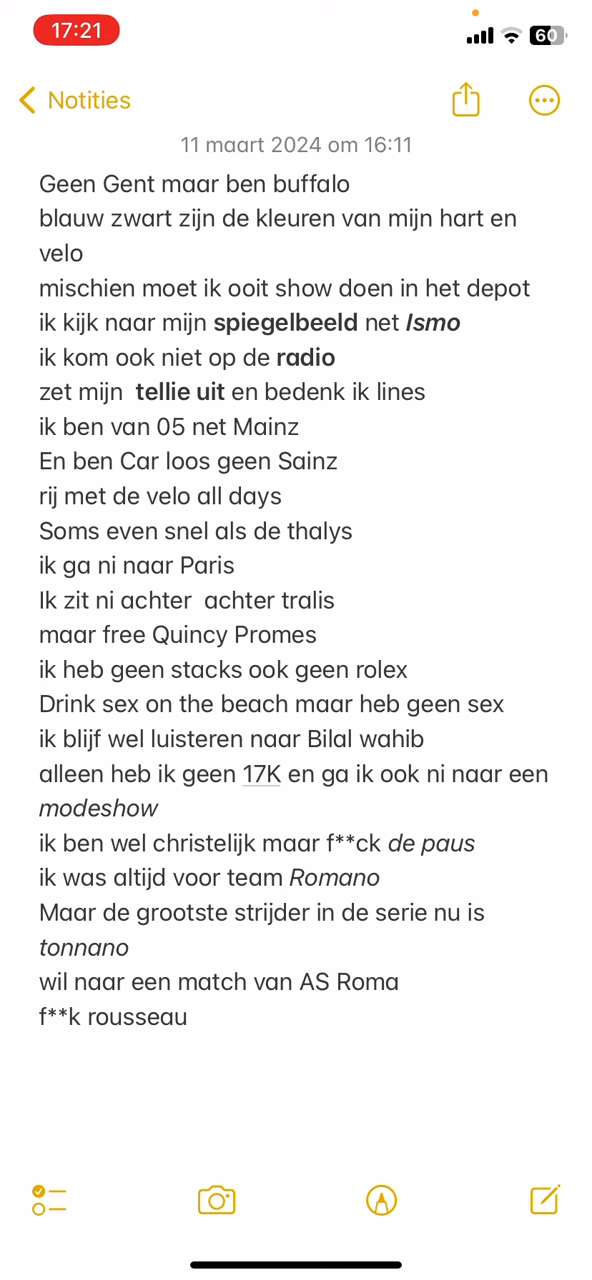 17:21
60
Notities
11 maart 2024 om 16:11
Geen Gent maar ben buffalo
blauw zwart zijn de kleuren van mijn hart en
velo
mischien moet ik ooit show doen in het depot
ik kijk naar mijn spiegelbeeld net Ismo
ik kom ook niet op de radio
zet mijn  tellie uit en bedenk ik lines
ik ben van 05 net Mainz
En ben Car loos geen Sainz
rij met de velo all days
Soms even snel als de thalys
ik ga ni naar Paris
Ik zit ni achter  achter tralis
maar free Quincy Promes
ik heb geen stacks ook geen rolex
Drink sex on the beach maar heb geen sex
ik blijf wel luisteren naar Bilal wahib
alleen heb ik geen 17K en ga ik ook ni naar een
modeshow
ik ben wel christelijk maar f**ck de paus
ik was altijd voor team Romano
Maar de grootste strijder in de serie nu is
tonnano
wil naar een match van AS Roma
f**k rousseau